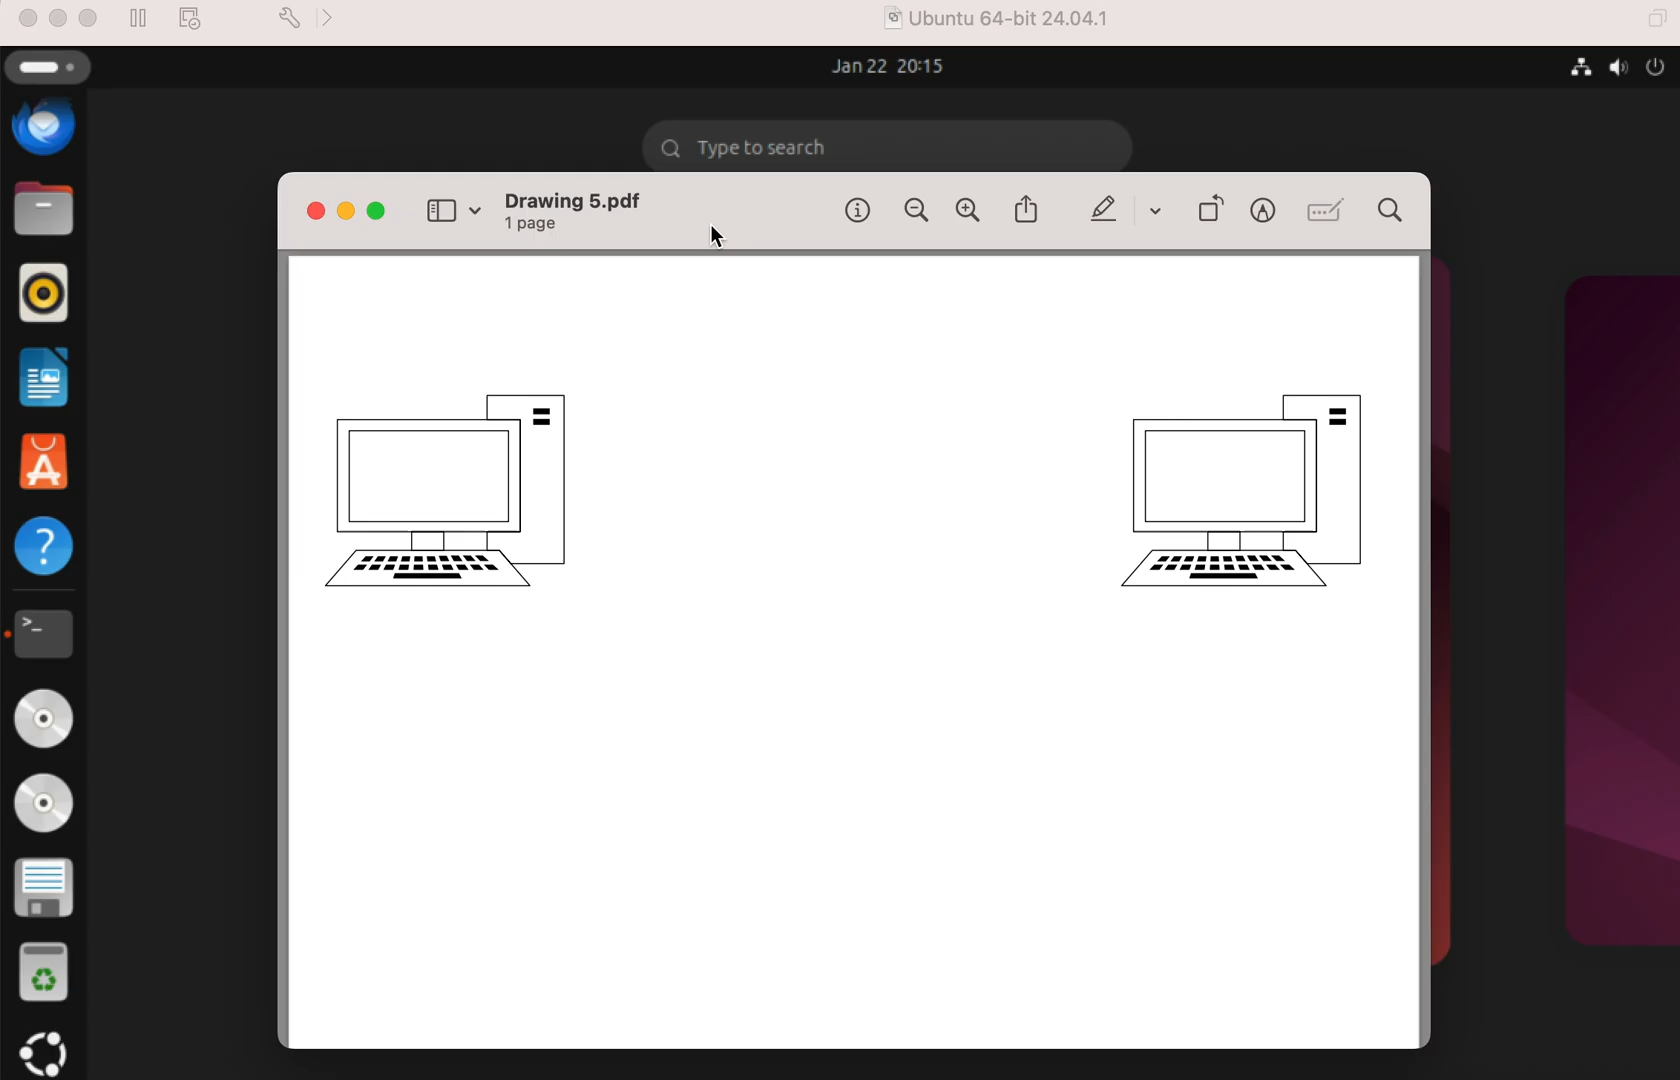 Ubuntu 64-bit 24.04.1
Jan 22 20:15
Type to search
Drawing 5.pdf
1 page